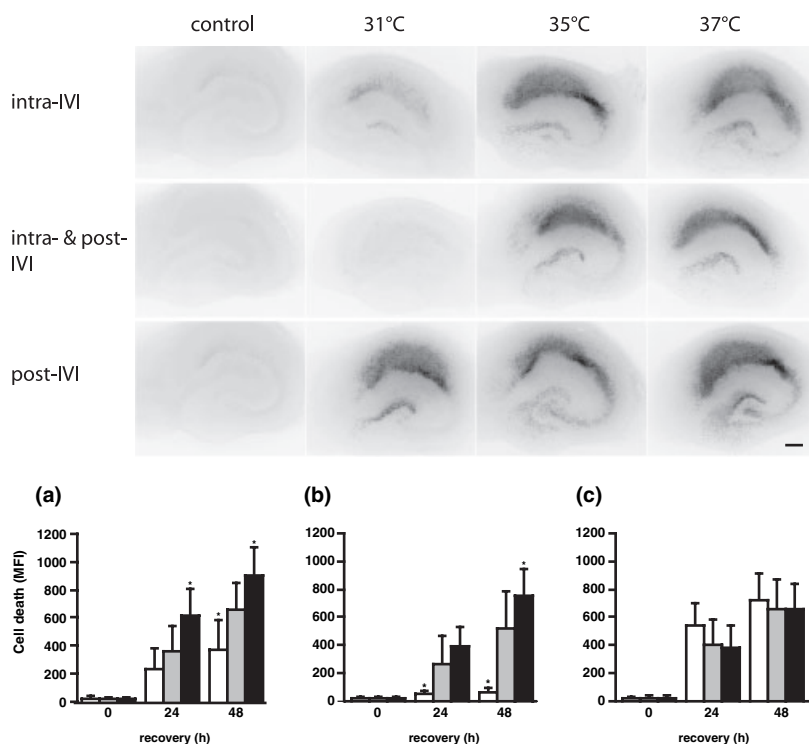 control 31°C 35°C 37°C
intra-IVI
intra- & post-
IVI
post-IVI
(a) (b) (c)
Cell death (MFI)
1200 1200 1200
1000 1000 1000
800 800 800
600 600 600
400 400 400
200 200 200
0 0 0
* * * * * *
0 24 48 0 24 48 0 24 48
recovery (h) recovery (h) recovery (h)